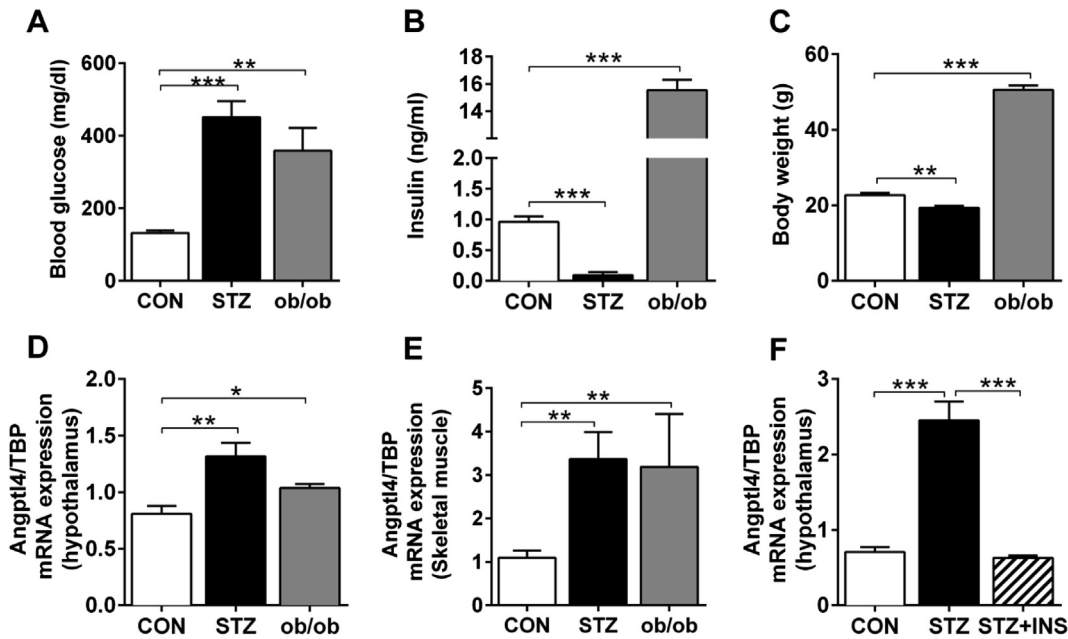 A
Blood glucose (mg/dl)
600
400
200
0
**
***
CON STZ ob/ob
B
Insulin (ng/ml)
18
16
14
12
2.0
1.5
1.0
0.5
0.0
***
***
CON STZ ob/ob
C
Body weight (g)
60
40
20
0
***
**
CON STZ ob/ob
D
Angptl4/TBP
mRNA expression
(hypothalamus)
2.0
1.5
1.0
0.5
0.0
*
**
CON STZ ob/ob
E
Angptl4/TBP
mRNA expression
(Skeletal muscle)
5
4
3
2
1
0
**
**
CON STZ ob/ob
F
Angptl4/TBP
mRNA expression
(hypothalamus)
3
2
1
0
*** ***
CON STZ STZ+INS